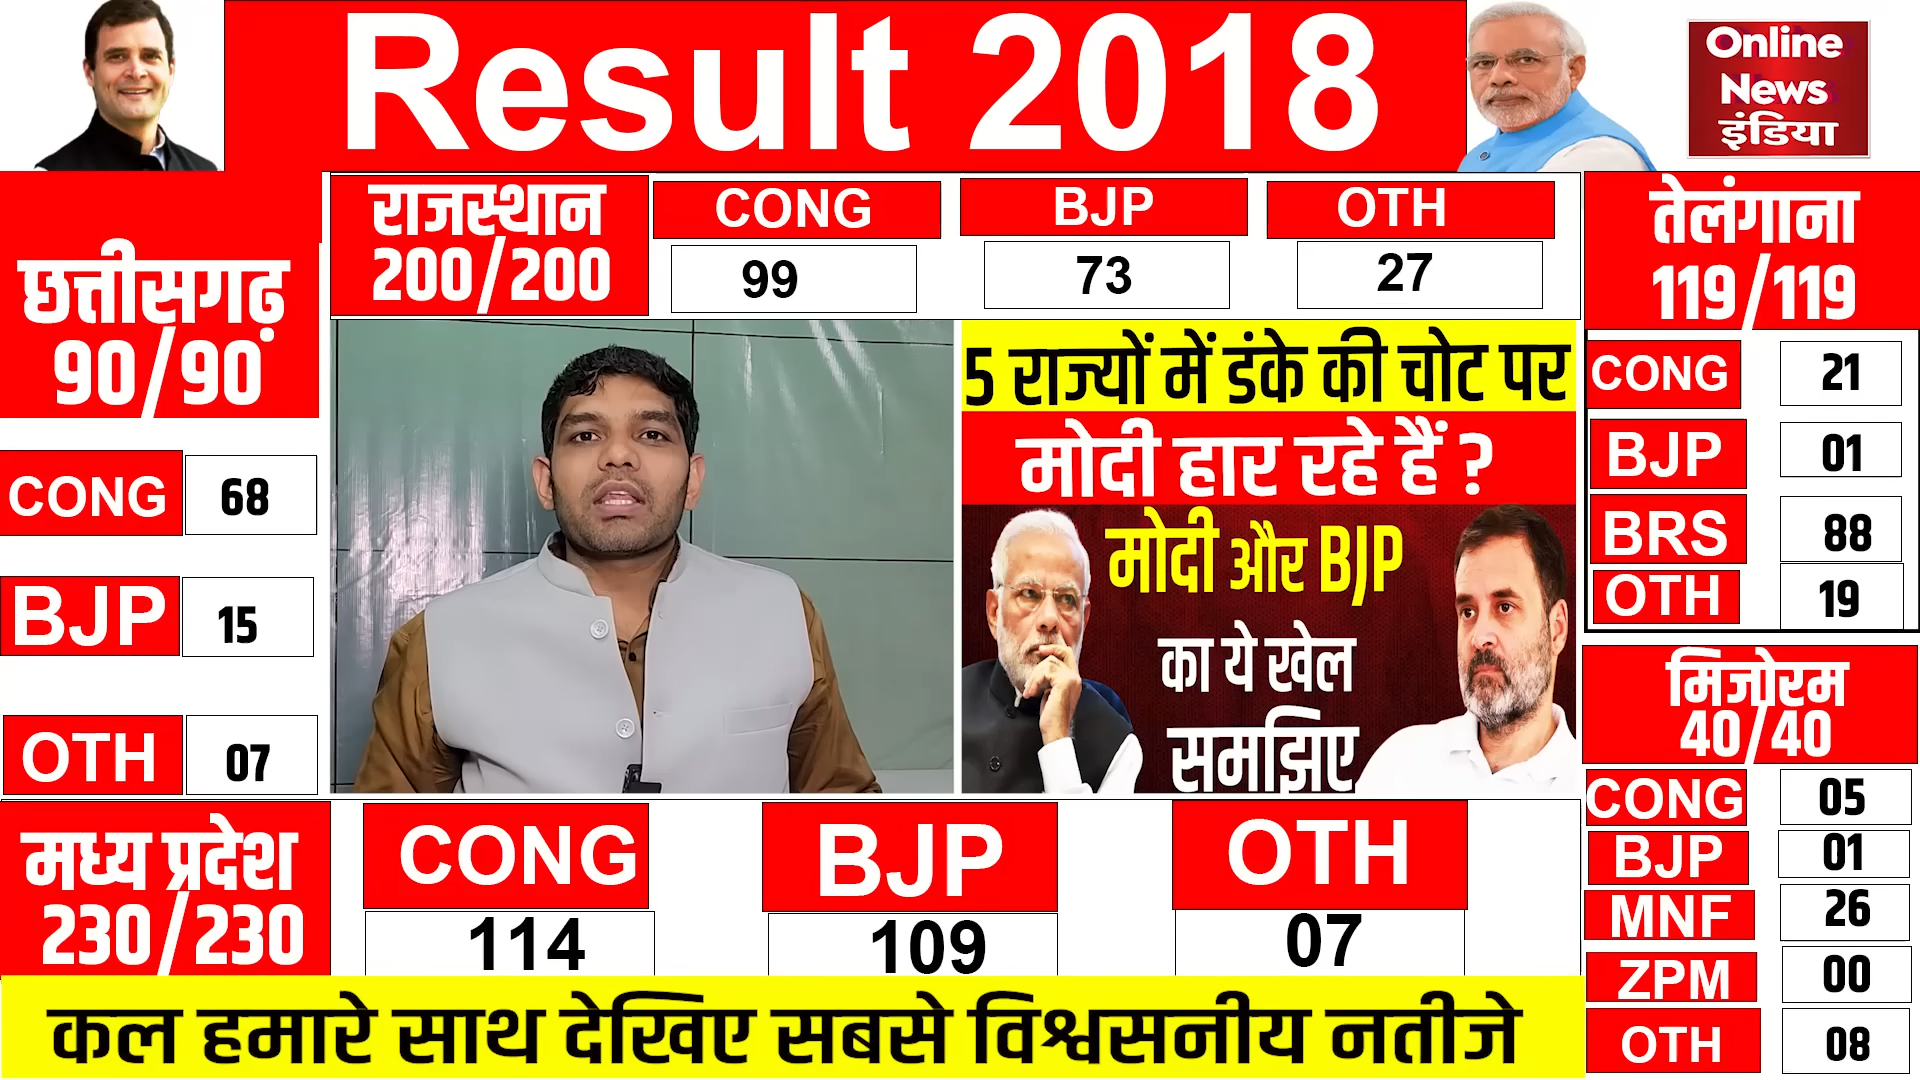 Result 2018
Online
News
इंडिया
छत्तीसगढ़
90/90
CONG 68
BJP 15
OTH 07
राजस्थान
200/200
CONG BJP OTH
99 73 27
5 राज्यों में डंके की चोट पर
मोदी हार रहे हैं ?
मोदी और BJP
का ये खेल
समझिए
तेलंगाना
119/119
CONG 21
BJP 01
BRS 88
OTH 19
मिजोरम
40/40
CONG 05
BJP 01
MNF 26
ZPM 00
OTH 08
मध्य प्रदेश
230/230
CONG BJP OTH
114 109 07
कल हमारे साथ देखिए सबसे विश्वसनीय नतीजे